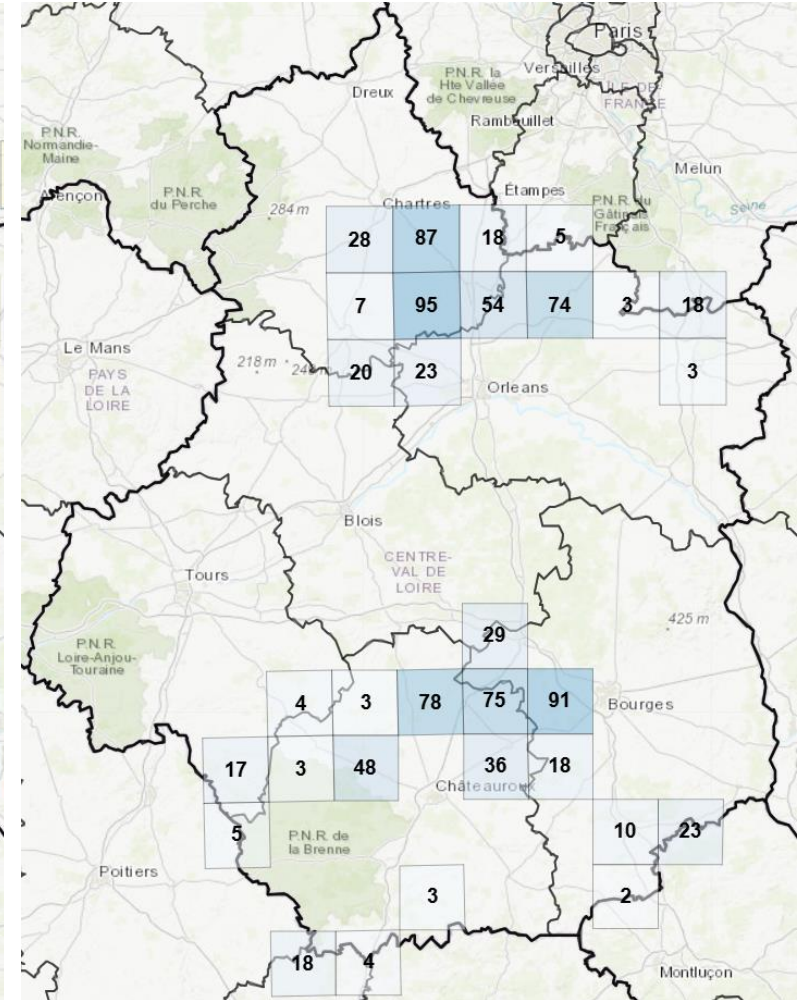 Paris
Versailles
P.N.R. la
Hte Vallée
de Chevreuse
ÎLE-DE-
FRANCE
Dreux
Rambouillet
P.N.R.
Normandie-
Maine
Melun
Alençon
P.N.R.
du Perche
Étampes
P.N.R. du
Gâtinais
Français
Seine
284 m
Chartres
28 87 18 5
7 95 54 74 3 18
Le Mans
218 m
PAYS
DE LA
LOIRE
20 23 3
Orleans
Blois
CENTRE-
VAL DE
LOIRE
Tours
425 m
29
P.N.R.
Loire-Anjou-
Touraine
4 3 78 75 91
Bourges
17 3 48 36 18
Châteauroux
5
P.N.R. de
la Brenne
10 23
Poitiers
3
2
18 4
Montluçon